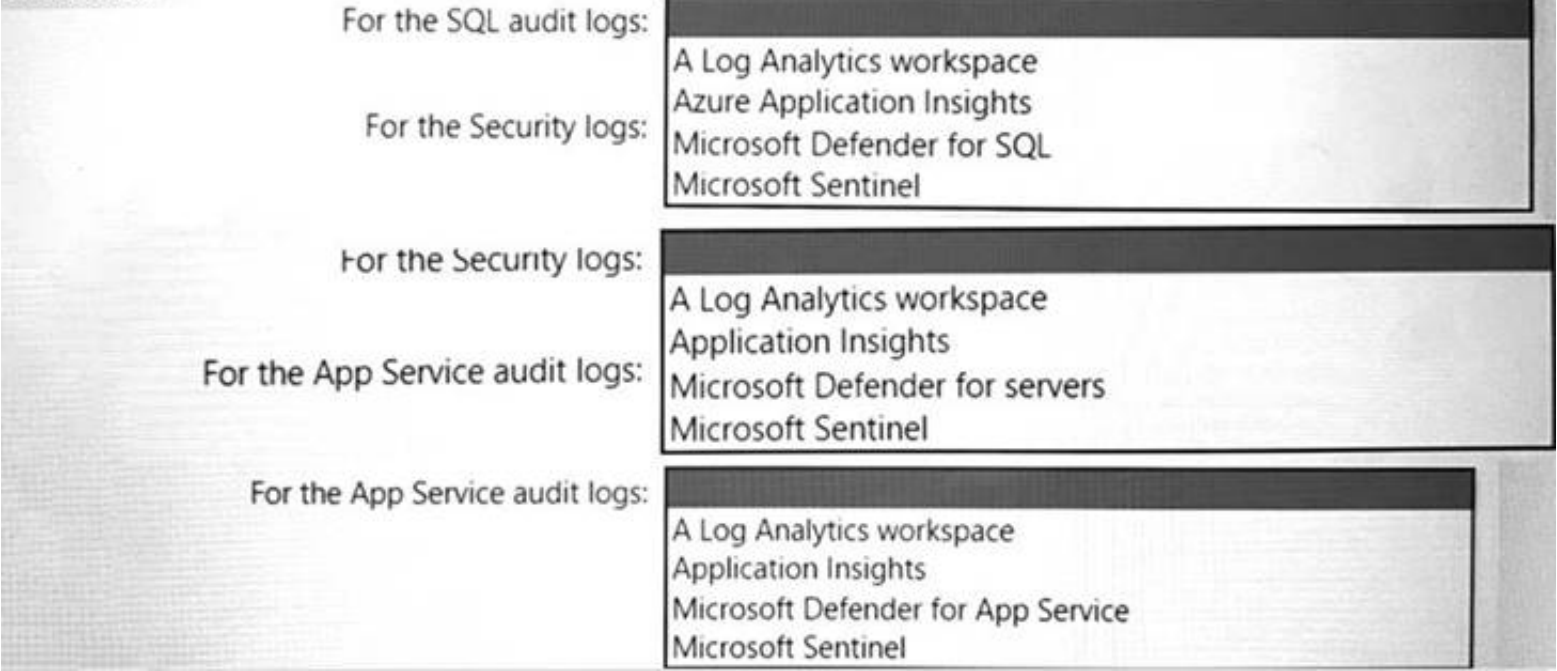 For the SQL audit logs:
A Log Analytics workspace
Azure Application Insights
For the Security logs:
Microsoft Defender for SQL
Microsoft Sentinel
For the Security logs:
A Log Analytics workspace
Application Insights
For the App Service audit logs:
Microsoft Defender for servers
Microsoft Sentinel
For the App Service audit logs:
A Log Analytics workspace
Application Insights
Microsoft Defender for App Service
Microsoft Sentinel